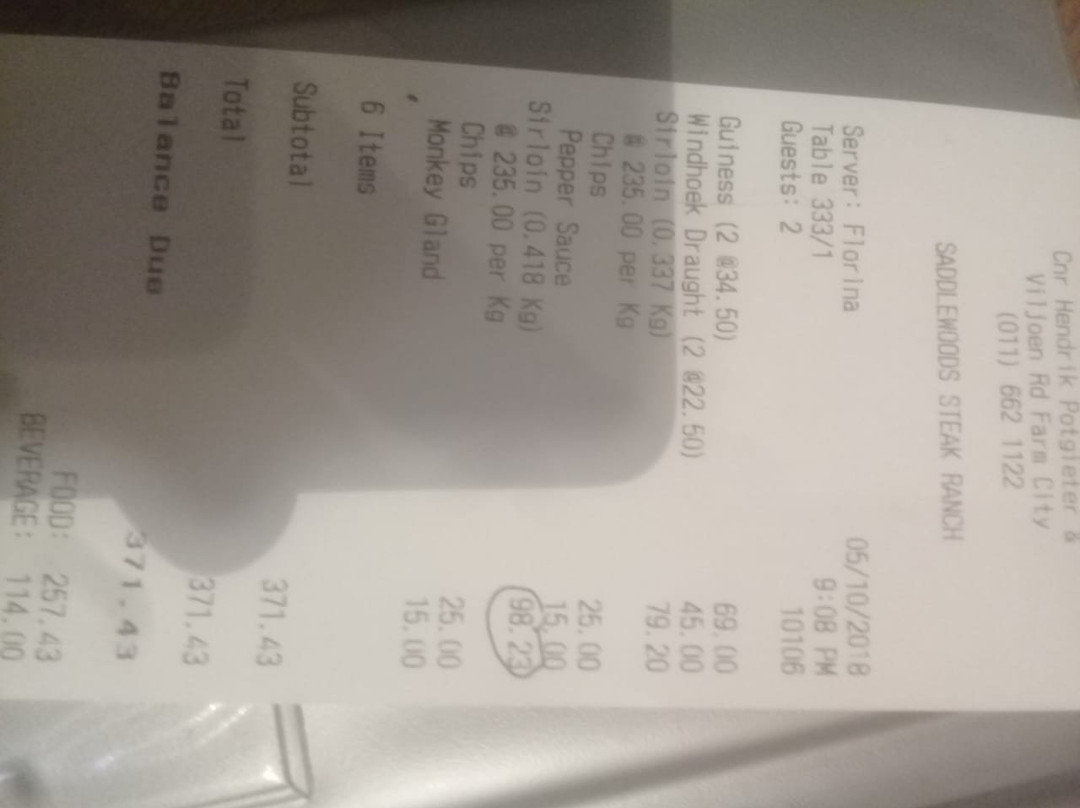 Cnr Hendrik Potgieter &
Viljoen Rd Farm City
(011) 662 1122
SADDLEWOODS STEAK RANCH
Server: Florina 05/10/2018
Table 333/1 9:08 PM
Guests: 2 10106
Guiness (2 @34.50) 69.00
Windhoek Draught (2 @22.50) 45.00
Sirloin (0.337 Kg) 79.20
@ 235.00 per Kg
Chips 25.00
Pepper Sauce 15.00
Sirloin (0.418 Kg) 98.23
@ 235.00 per Kg
Chips 25.00
Monkey Gland 15.00
6 Items
Subtotal 371.43
Total 371.43
Balance Due 371.43
FOOD: 257.43
BEVERAGE: 114.00